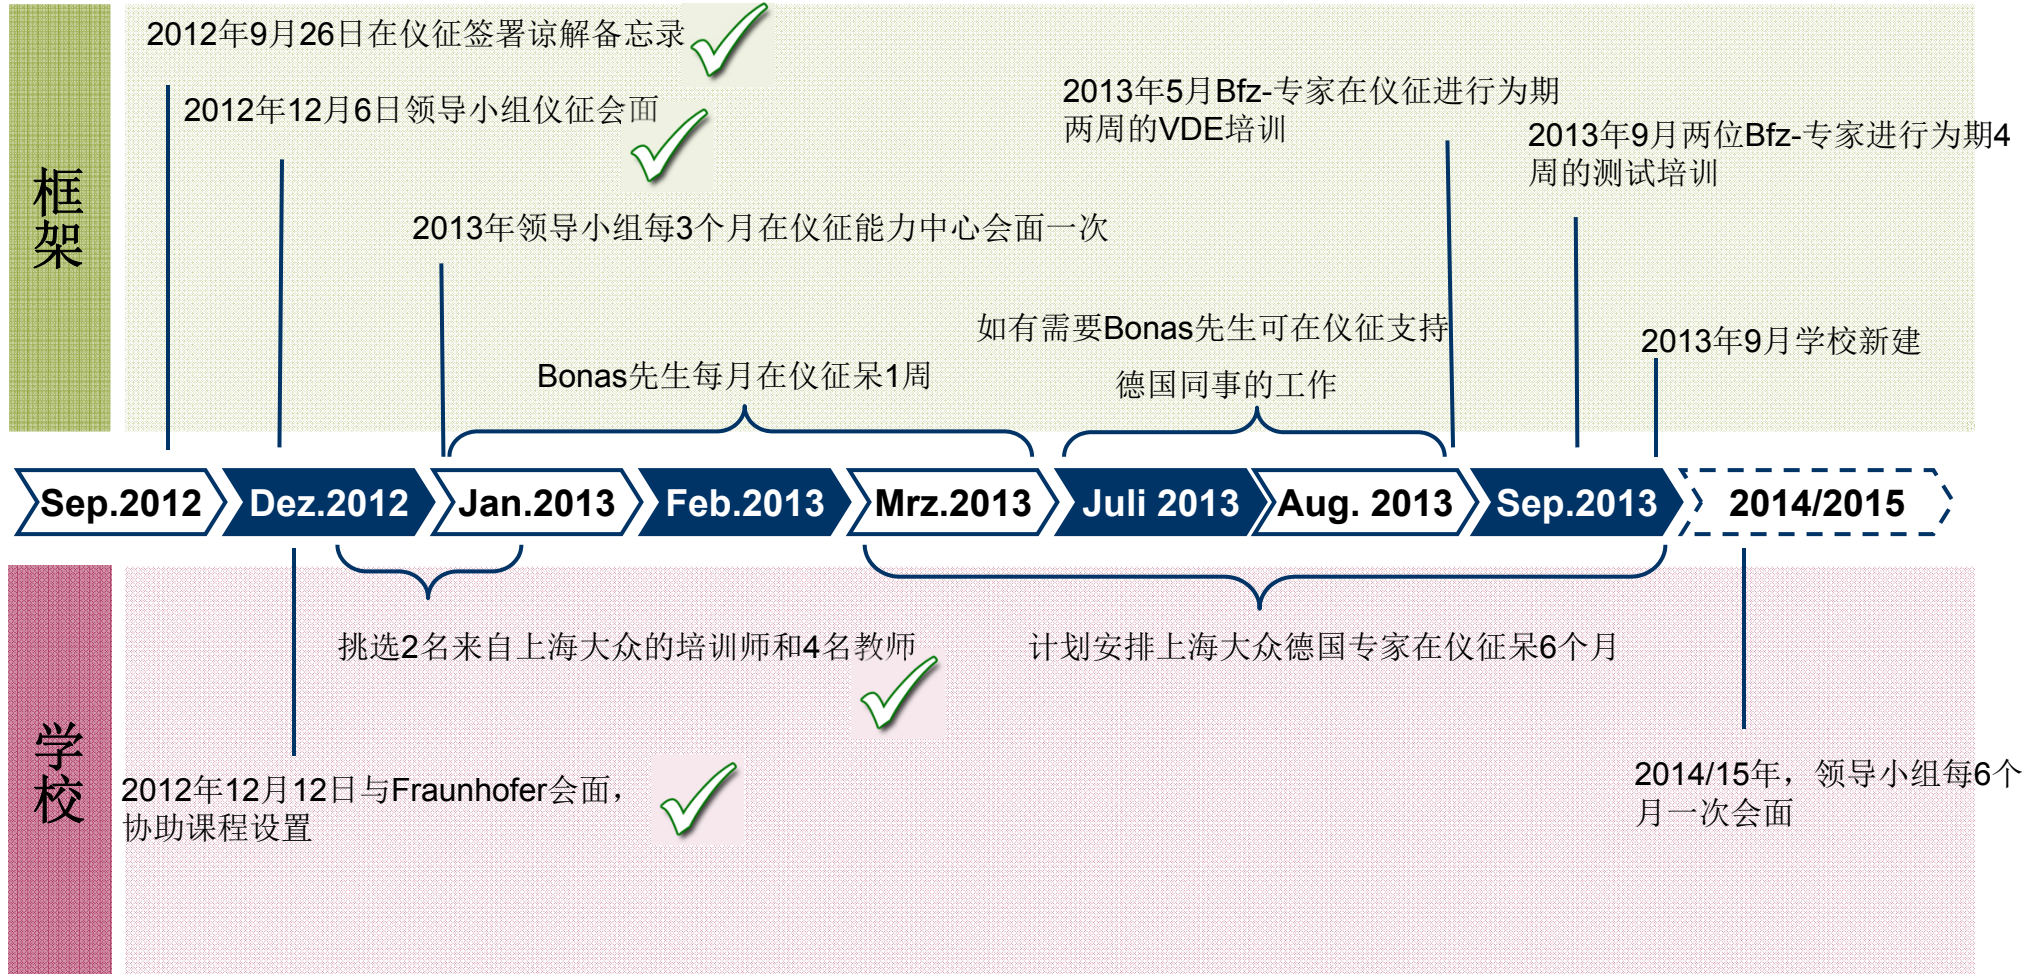 框架
2012年9月26日在仪征签署谅解备忘录
2012年12月6日领导小组仪征会面
2013年领导小组每3个月在仪征能力中心会面一次
2013年5月Bfz-专家在仪征进行为期
两周的VDE培训
2013年9月两位Bfz-专家进行为期4
周的测试培训
Bonas先生每月在仪征呆1周
如有需要Bonas先生可在仪征支持
德国同事的工作
2013年9月学校新建
Sep.2012
Dez.2012
Jan.2013
Feb.2013
Mrz.2013
Juli 2013
Aug. 2013
Sep.2013
2014/2015
学校
挑选2名来自上海大众的培训师和4名教师
计划安排上海大众德国专家在仪征呆6个月
2012年12月12日与Fraunhofer会面，
协助课程设置
2014/15年，领导小组每6个
月一次会面